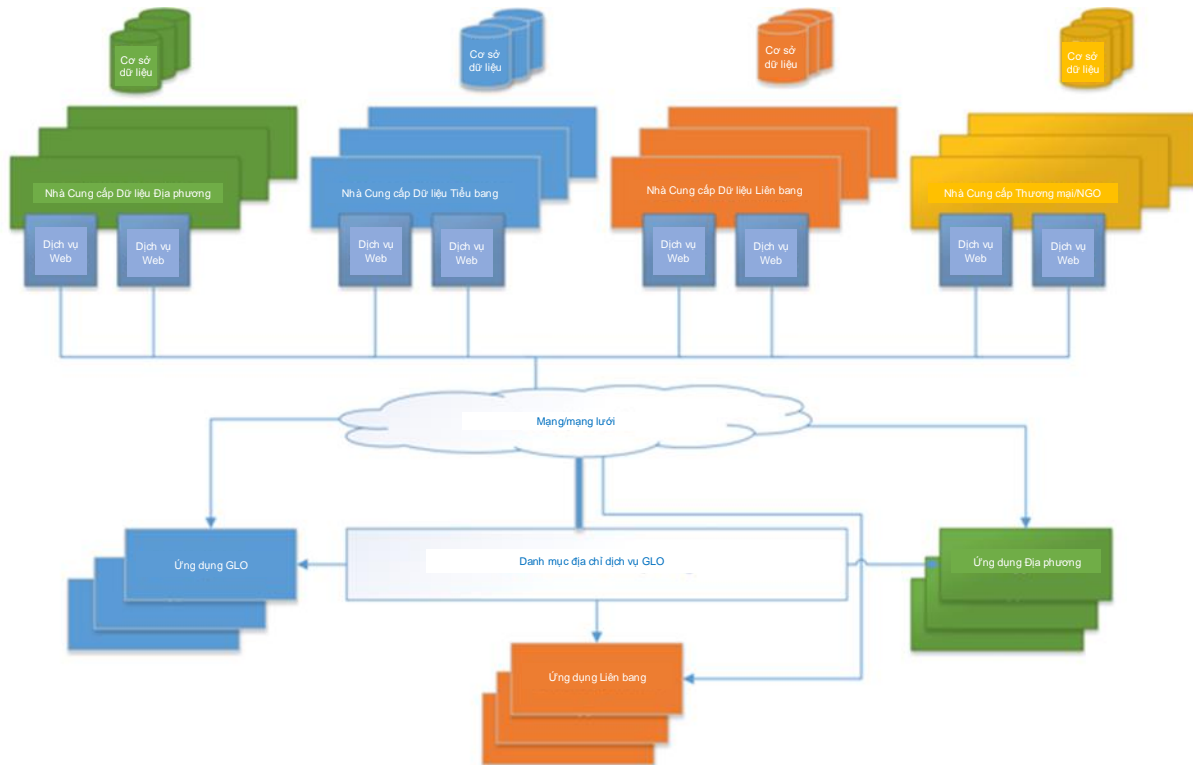 Cơ sở
dữ liệu
Cơ sở
dữ liệu
Cơ sở
dữ liệu
Cơ sở
dữ liệu
Nhà Cung cấp Dữ liệu Địa phương
Nhà Cung cấp Dữ liệu Tiểu bang
Nhà Cung cấp Dữ liệu Liên bang
Nhà Cung cấp Thương mại/NGO
Dịch vụ
Web
Dịch vụ
Web
Dịch vụ
Web
Dịch vụ
Web
Dịch vụ
Web
Dịch vụ
Web
Dịch vụ
Web
Dịch vụ
Web
Mạng/mạng lưới
Ứng dụng GLO
Danh mục địa chỉ dịch vụ GLO
Ứng dụng Địa phương
Ứng dụng Liên bang